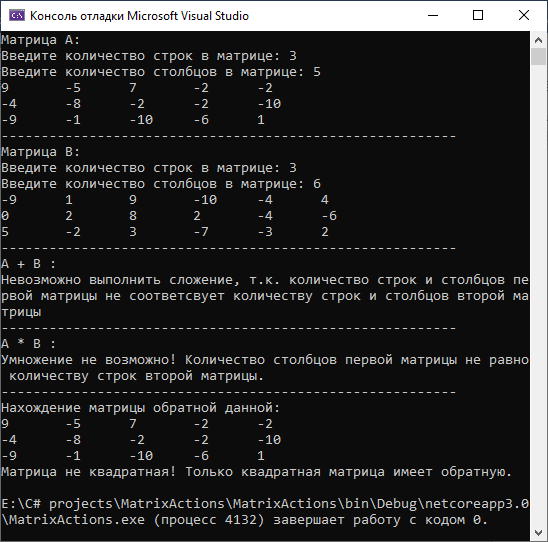 C:\ Консоль отладки Microsoft Visual Studio
Матрица A:
Введите количество строк в матрице: 3
Введите количество столбцов в матрице: 5
9 -5 7 -2 -2
-4 -8 -2 -2 -10
-9 -1 -10 -6 1
---------------------------------------------------------
Матрица B:
Введите количество строк в матрице: 3
Введите количество столбцов в матрице: 6
-9 1 9 -10 -4 4
0 2 8 2 -4 -6
5 -2 3 -7 -3 2
---------------------------------------------------------
A + B :
Невозможно выполнить сложение, т.к. количество строк и столбцов пе
рвой матрицы не соответсвует количеству строк и столбцов второй ма
трицы
---------------------------------------------------------
A * B :
Умножение не возможно! Количество столбцов первой матрицы не равно
количеству строк второй матрицы.
---------------------------------------------------------
Нахождение матрицы обратной данной:
9 -5 7 -2 -2
-4 -8 -2 -2 -10
-9 -1 -10 -6 1
Матрица не квадратная! Только квадратная матрица имеет обратную.
E:\C# projects\MatrixActions\MatrixActions\bin\Debug\netcoreapp3.0
\MatrixActions.exe (процесс 4132) завершает работу с кодом 0.